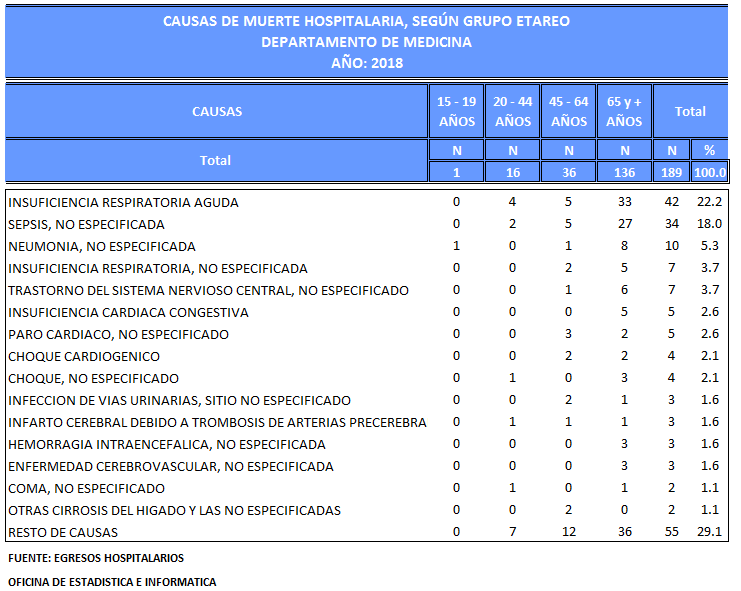 CAUSAS DE MUERTE HOSPITALARIA, SEGÚN GRUPO ETAREO
DEPARTAMENTO DE MEDICINA
AÑO: 2018
CAUSAS 15 - 19 AÑOS 20 - 44 AÑOS 45 - 64 AÑOS 65 y + AÑOS Total
Total N N N N N %
1 16 36 136 189 100.0
INSUFICIENCIA RESPIRATORIA AGUDA 0 4 5 33 42 22.2
SEPSIS, NO ESPECIFICADA 0 2 5 27 34 18.0
NEUMONIA, NO ESPECIFICADA 1 0 1 8 10 5.3
INSUFICIENCIA RESPIRATORIA, NO ESPECIFICADA 0 0 2 5 7 3.7
TRASTORNO DEL SISTEMA NERVIOSO CENTRAL, NO ESPECIFICADO 0 0 1 6 7 3.7
INSUFICIENCIA CARDIACA CONGESTIVA 0 0 0 5 5 2.6
PARO CARDIACO, NO ESPECIFICADO 0 0 3 2 5 2.6
CHOQUE CARDIOGENICO 0 0 2 2 4 2.1
CHOQUE, NO ESPECIFICADO 0 1 0 3 4 2.1
INFECCION DE VIAS URINARIAS, SITIO NO ESPECIFICADO 0 0 2 1 3 1.6
INFARTO CEREBRAL DEBIDO A TROMBOSIS DE ARTERIAS PRECEREBRA 0 1 1 1 3 1.6
HEMORRAGIA INTRAENCEFALICA, NO ESPECIFICADA 0 0 0 3 3 1.6
ENFERMEDAD CEREBROVASCULAR, NO ESPECIFICADA 0 0 0 3 3 1.6
COMA, NO ESPECIFICADO 0 1 0 1 2 1.1
OTRAS CIRROSIS DEL HIGADO Y LAS NO ESPECIFICADAS 0 0 2 0 2 1.1
RESTO DE CAUSAS 0 7 12 36 55 29.1
FUENTE: EGRESOS HOSPITALARIOS
OFICINA DE ESTADISTICA E INFORMATICA